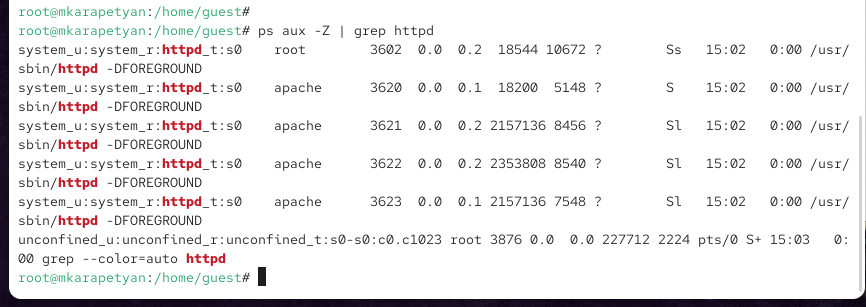 root@mkarapetyan:/home/guest#
root@mkarapetyan:/home/guest# ps aux -Z | grep httpd
system_u:system_r:httpd_t:s0    root        3602  0.0  0.2  18544 10672 ?        Ss   15:02   0:00 /usr/
sbin/httpd -DFOREGROUND
system_u:system_r:httpd_t:s0    apache      3620  0.0  0.1  18200  5148 ?        S    15:02   0:00 /usr/
sbin/httpd -DFOREGROUND
system_u:system_r:httpd_t:s0    apache      3621  0.0  0.2 2157136 8456 ?        Sl   15:02   0:00 /usr/
sbin/httpd -DFOREGROUND
system_u:system_r:httpd_t:s0    apache      3622  0.0  0.2 2353808 8540 ?        Sl   15:02   0:00 /usr/
sbin/httpd -DFOREGROUND
system_u:system_r:httpd_t:s0    apache      3623  0.0  0.1 2157136 7548 ?        Sl   15:02   0:00 /usr/
sbin/httpd -DFOREGROUND
unconfined_u:unconfined_r:unconfined_t:s0-s0:c0.c1023 root 3876 0.0  0.0 227712 2224 pts/0 S+ 15:03   0:
00 grep --color=auto httpd
root@mkarapetyan:/home/guest#